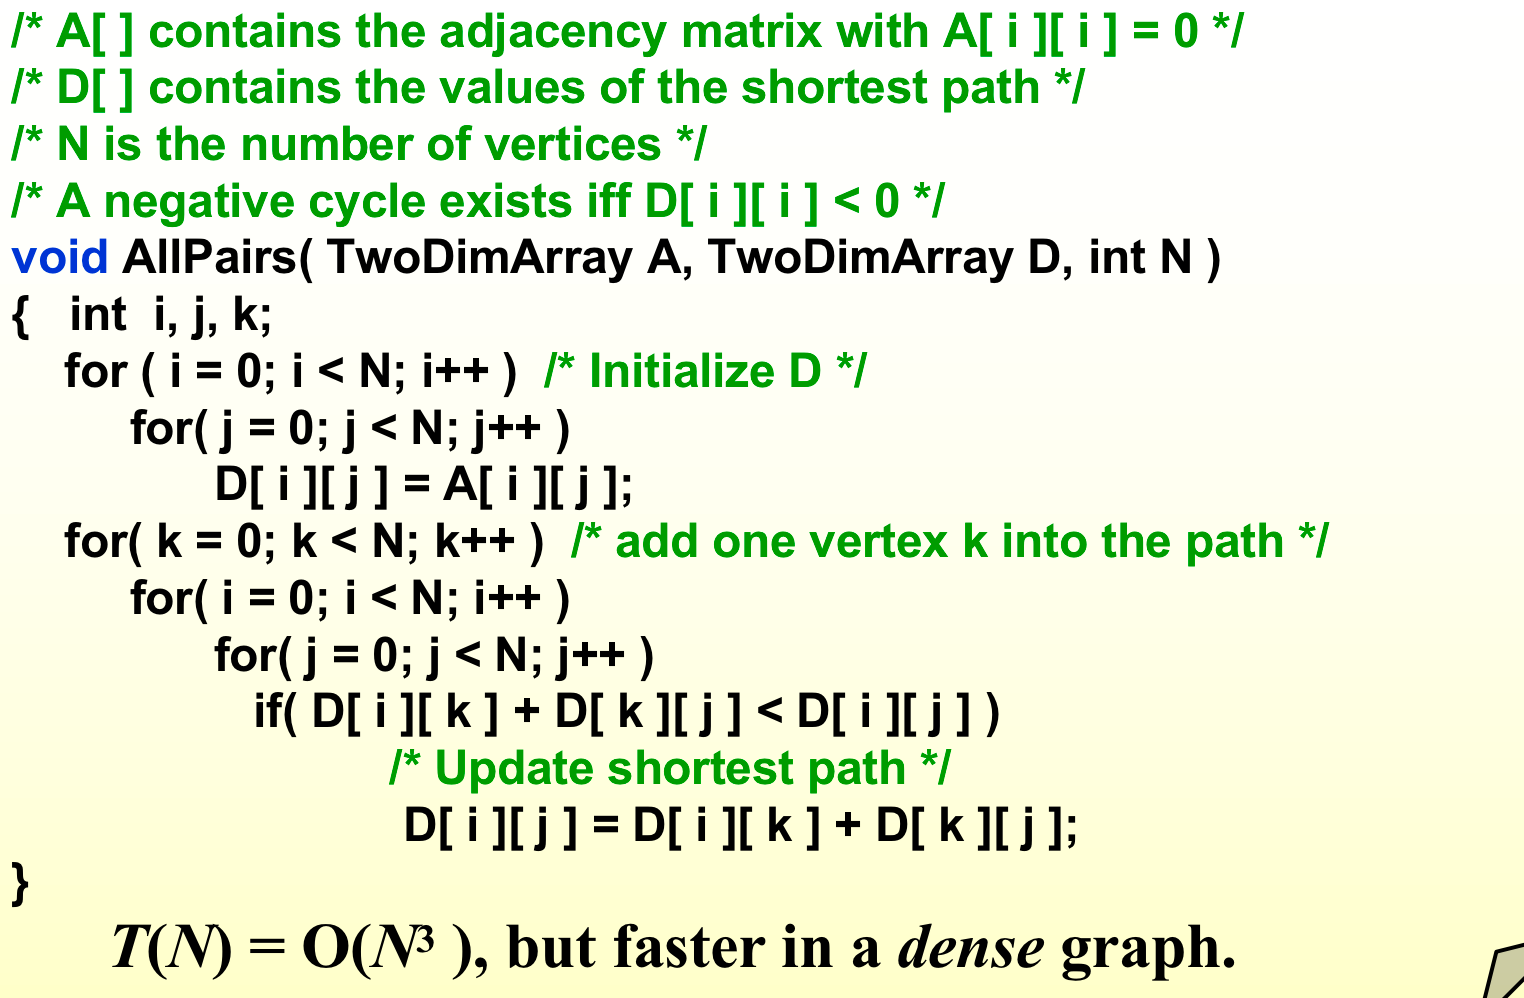 /* A[ ] contains the adjacency matrix with A[ i ][ i ] = 0 */
/* D[ ] contains the values of the shortest path */
/* N is the number of vertices */
/* A negative cycle exists iff D[ i ][ i ] < 0 */
void AllPairs( TwoDimArray A, TwoDimArray D, int N )
{   int  i, j, k;
    for ( i = 0; i < N; i++ )  /* Initialize D */
        for( j = 0; j < N; j++ )
            D[ i ][ j ] = A[ i ][ j ];
    for( k = 0; k < N; k++ )  /* add one vertex k into the path */
        for( i = 0; i < N; i++ )
            for( j = 0; j < N; j++ )
                if( D[ i ][ k ] + D[ k ][ j ] < D[ i ][ j ] )
                    /* Update shortest path */
                    D[ i ][ j ] = D[ i ][ k ] + D[ k ][ j ];
}
T(N) = O(N³ ), but faster in a dense graph.